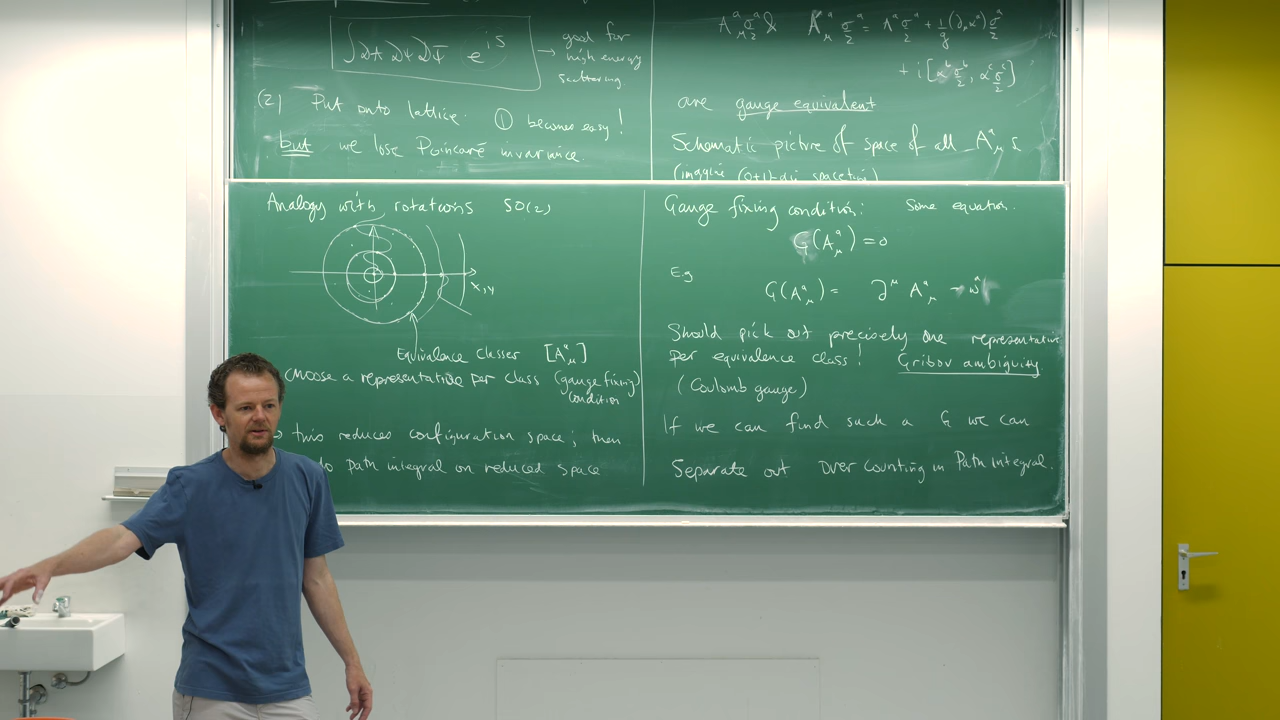 ∫DA DΨ DΨ̄ e^{iS} → good for
high energy
scattering
(2) Put onto lattice. ① becomes easy!
but we lose Poincaré invariance.
A^a_μ σ^a/2 & A'^a_μ σ^a/2 = A^a σ^a/2 + 1/g (∂_μ α^a) σ^a/2
+ i [α^b σ^b/2, α^c σ^c/2]
are gauge equivalent
Schematic picture of space of all A^a_μ s
(imagine (0+1)-dim spacetime)
Analogy with rotations SO(2)
x, y
Equivalence classes [A^a_μ]
Choose a representative per class (gauge fixing
condition)
this reduces configuration space; then
do path integral on reduced space
Gauge fixing condition: Some equation.
G(A^a_μ) = 0
E.g
G(A^a_μ) = ∂^μ A^a_μ - ω^a
Should pick out precisely one representative
per equivalence class! Gribov ambiguity
(Coulomb gauge)
If we can find such a G we can
Separate out over counting in Path integral.